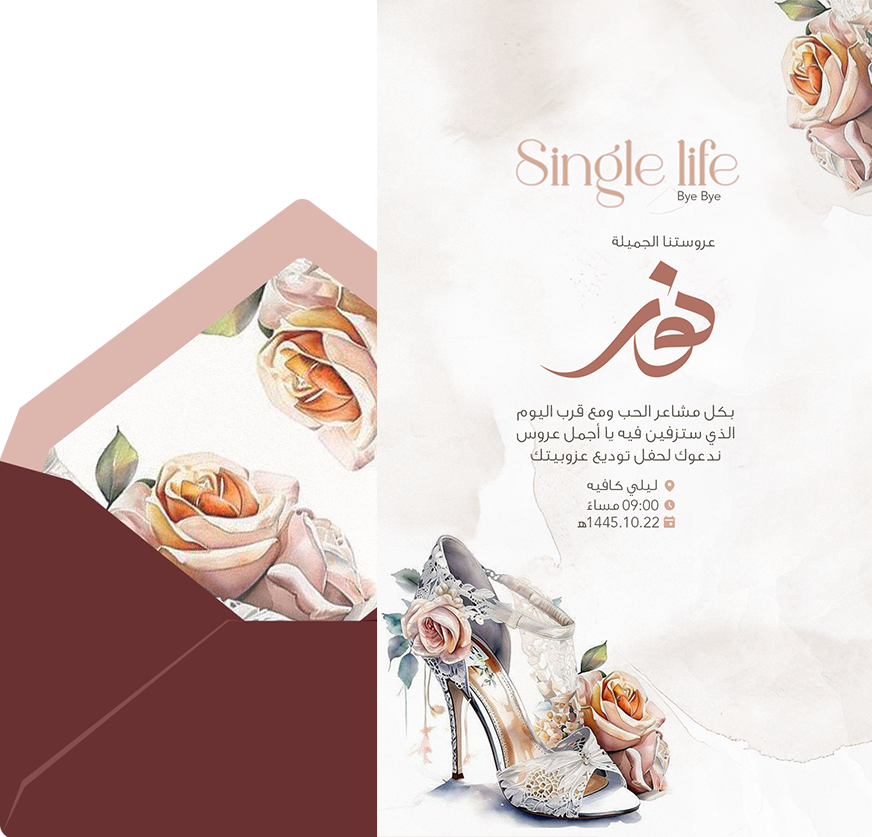 Single life
Bye Bye
عروستنا الجميلة
نور
بكل مشاعر الحب ومع قرب اليوم
الذي ستزفين فيه يا أجمل عروس
ندعوك لحفل توديع عزوبيتك
ليلي كافيه
09:00 مساءً
1445.10.22هـ